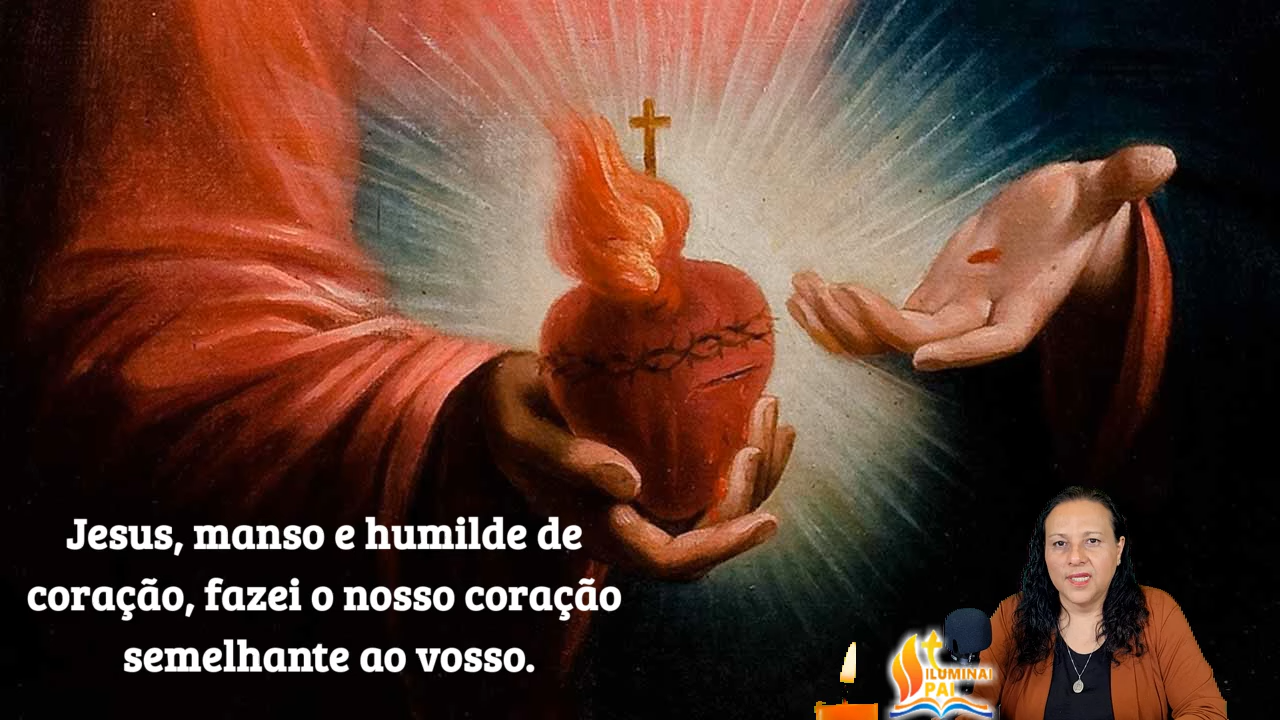 Jesus, manso e humilde de
coração, fazei o nosso coração
semelhante ao vosso.
ILUMINAI
PAI